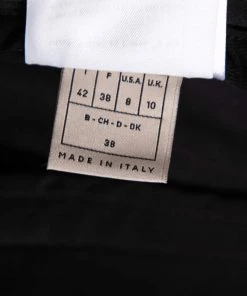 I F U.S.A. U.K.
42 38 8 10
B - CH - D - DK
38
MADE IN ITALY